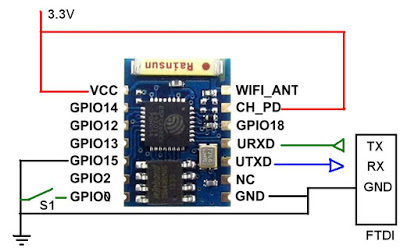 3.3V
Rainsun
VCC
GPIO14
GPIO12
GPIO13
GPIO15
GPIO2
GPIO0
S1
WIFI_ANT
CH_PD
GPIO18
URXD
UTXD
NC
GND
TX
RX
GND
FTDI